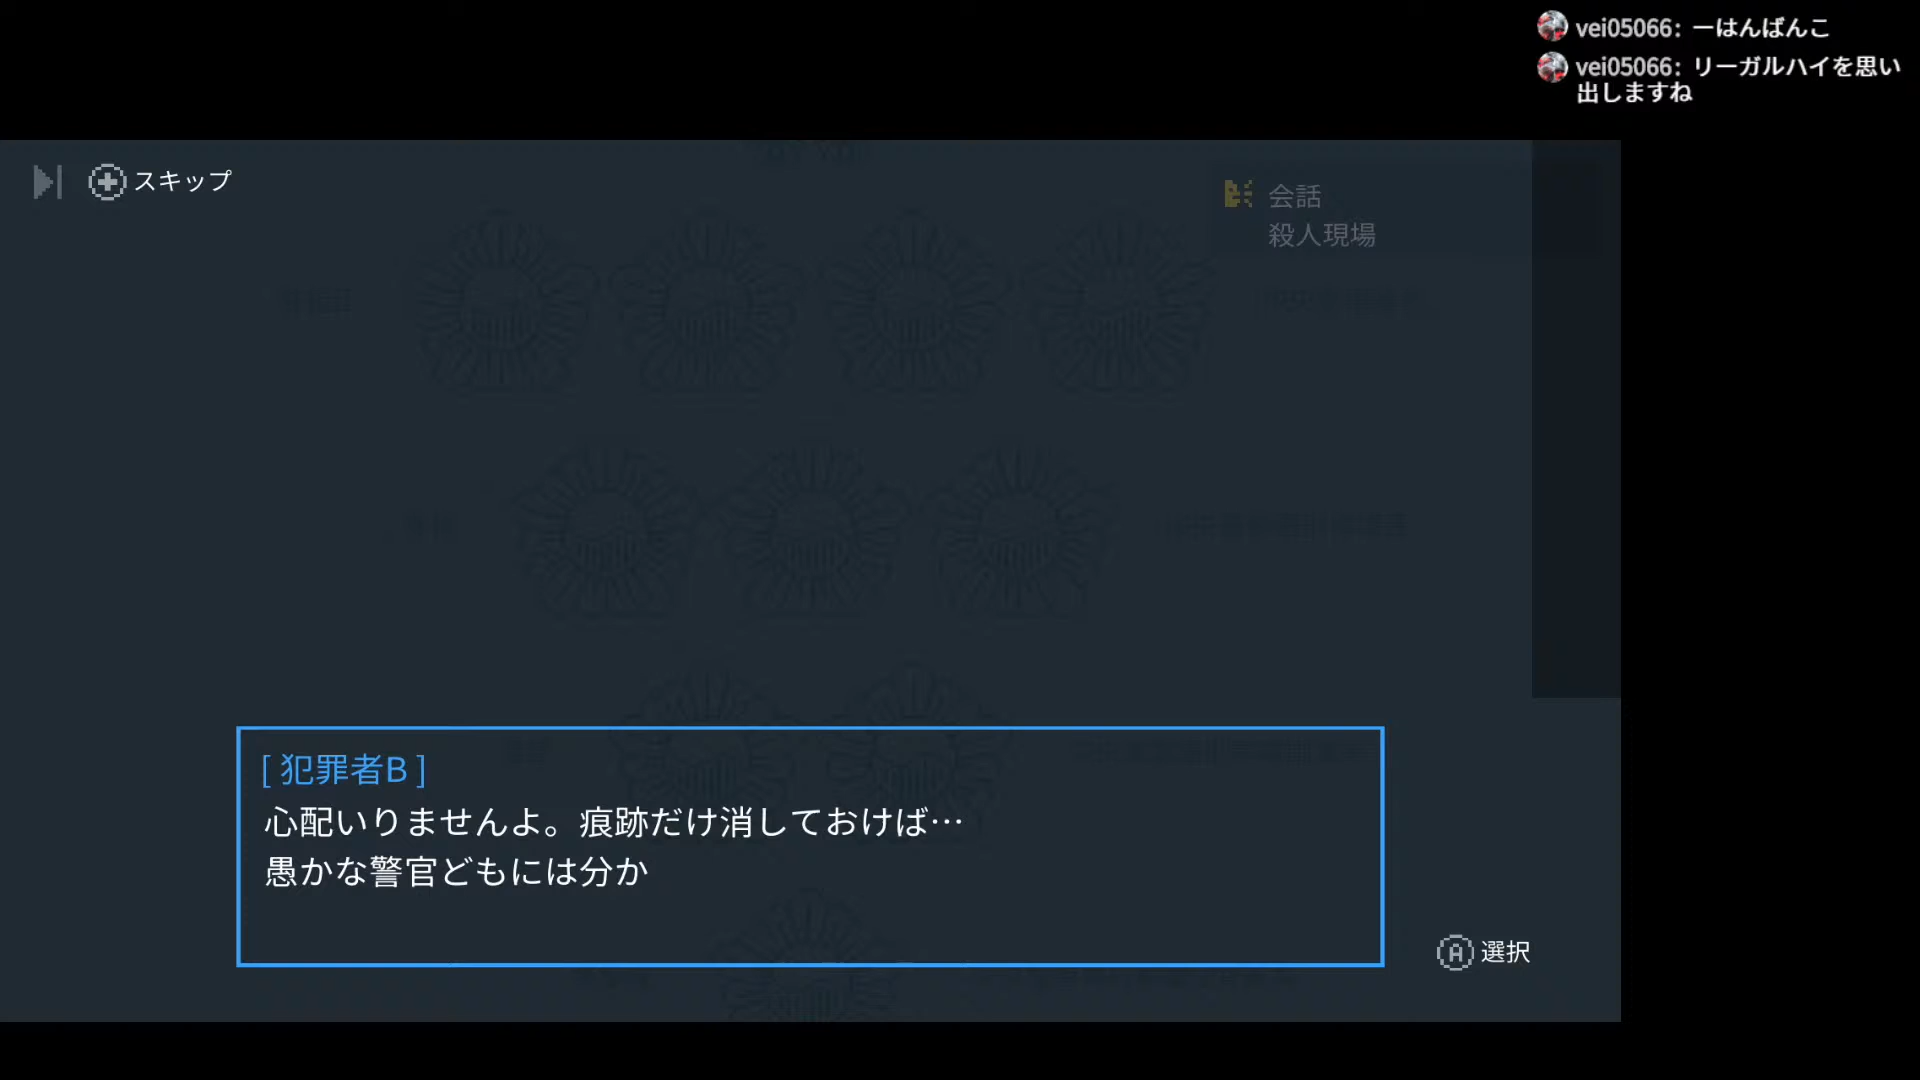 vei05066: ーはんばんこ
vei05066: リーガルハイを思い
出しますね
スキップ
会話
殺人現場
[ 犯罪者B ]
心配いりませんよ。痕跡だけ消しておけば…
愚かな警官どもには分か
A 選択